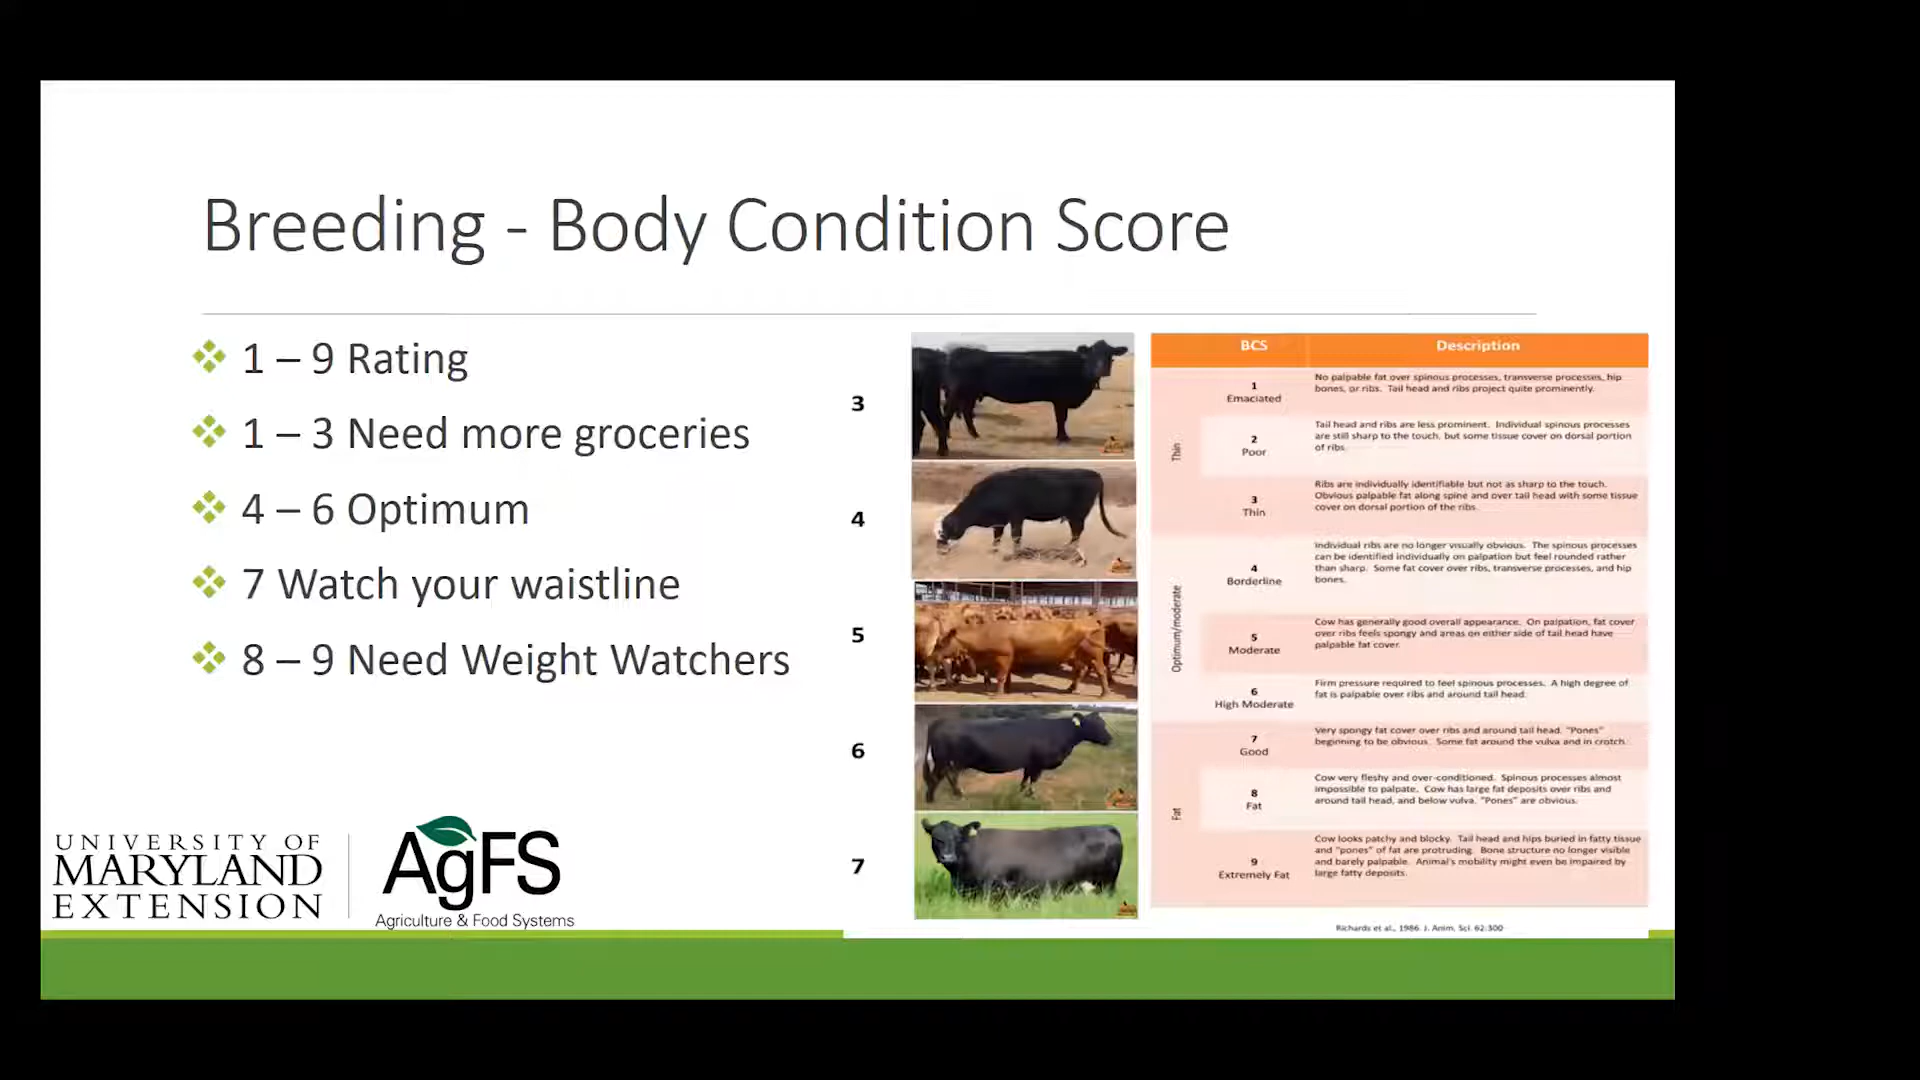 Breeding - Body Condition Score
1 – 9 Rating
1 – 3 Need more groceries
4 – 6 Optimum
7 Watch your waistline
8 – 9 Need Weight Watchers
3
4
5
6
7
BCS
Description
Thin
1
Emaciated
No palpable fat over spinous processes, transverse processes, hip
bones, or ribs. Tail head and ribs project quite prominently.
2
Poor
Tail head and ribs are less prominent. Individual spinous processes
are still sharp to the touch, but some tissue cover on dorsal portion
of ribs.
3
Thin
Ribs are individually identifiable but not as sharp to the touch.
Obvious palpable fat along spine and over tail head with some tissue
cover on dorsal portion of the ribs.
Optimum/moderate
4
Borderline
Individual ribs are no longer visually obvious. The spinous processes
can be identified individually on palpation but feel rounded rather
than sharp. Some fat cover over ribs, transverse processes, and hip
bones.
5
Moderate
Cow has generally good overall appearance. On palpation, fat cover
over ribs feels spongy and areas on either side of tail head have
palpable fat cover.
6
High Moderate
Firm pressure required to feel spinous processes. A high degree of
fat is palpable over ribs and around tail head.
Fat
7
Good
Very spongy fat cover over ribs and around tail head. "Pones"
beginning to be obvious. Some fat around the vulva and in crotch.
8
Fat
Cow very fleshy and over-conditioned. Spinous processes almost
impossible to palpate. Cow has large fat deposits over ribs and
around tail head, and below vulva. "Pones" are obvious.
9
Extremely Fat
Cow looks patchy and blocky. Tail head and hips buried in fatty tissue
and "pones" of fat are protruding. Bone structure no longer visible
and barely palpable. Animal's mobility might even be impaired by
large fatty deposits.
Richards et al., 1986. J. Anim. Sci. 62:300
UNIVERSITY OF
MARYLAND
EXTENSION
AgFS
Agriculture & Food Systems